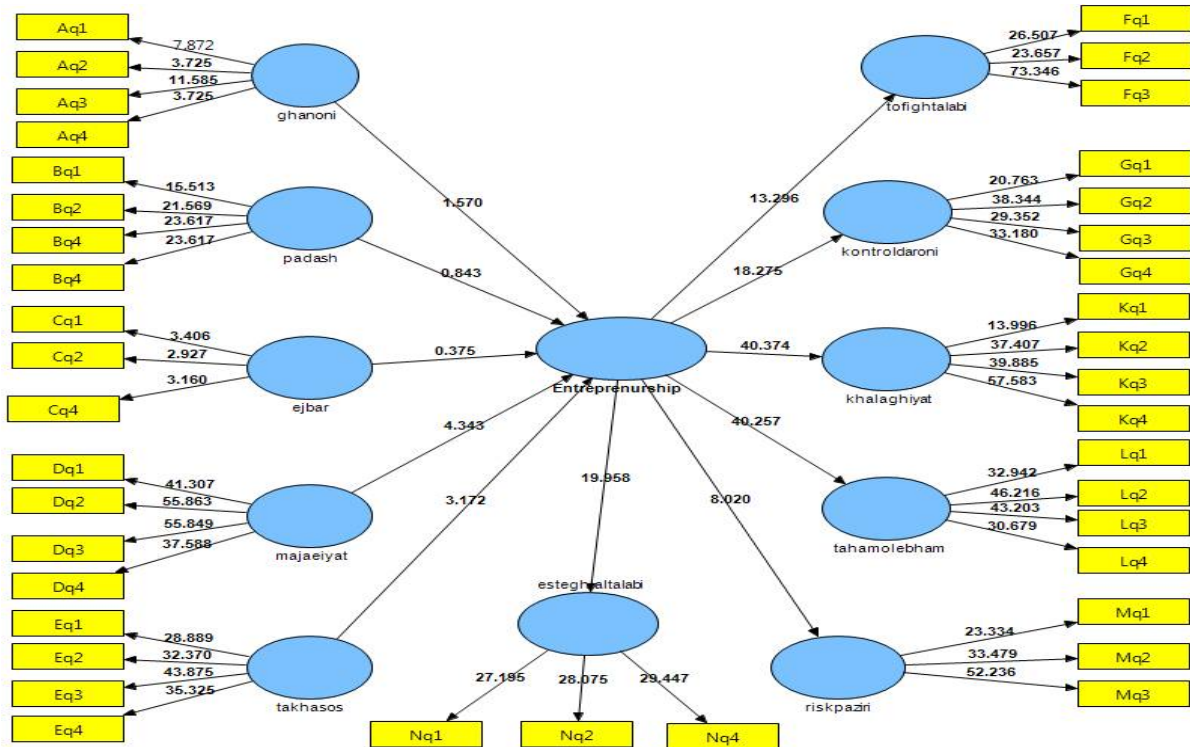 Aq1
7.872
Aq2
3.725
Aq3
11.585
Aq4
3.725
ghanoni
Bq1
15.513
Bq2
21.569
Bq4
23.617
Bq4
23.617
padash
Cq1
3.406
Cq2
2.927
Cq4
3.160
ejbar
Dq1
41.307
Dq2
55.863
Dq3
55.849
Dq4
37.588
majaeiyat
Eq1
28.889
Eq2
32.370
Eq3
43.875
Eq4
35.325
takhasos
1.570
0.843
0.375
4.343
3.172
Entreprenurship
13.296
18.275
40.374
40.257
8.020
19.958
Fq1
26.507
Fq2
23.657
Fq3
73.346
tofightalabi
Gq1
20.763
Gq2
38.344
Gq3
29.352
Gq4
33.180
kontroldaroni
Kq1
13.996
Kq2
37.407
Kq3
39.885
Kq4
57.583
khalaghiyat
Lq1
32.942
Lq2
46.216
Lq3
43.203
Lq4
30.679
tahamolebham
Mq1
23.334
Mq2
33.479
Mq3
52.236
riskpaziri
27.195
28.075
29.447
Nq1
Nq2
Nq4